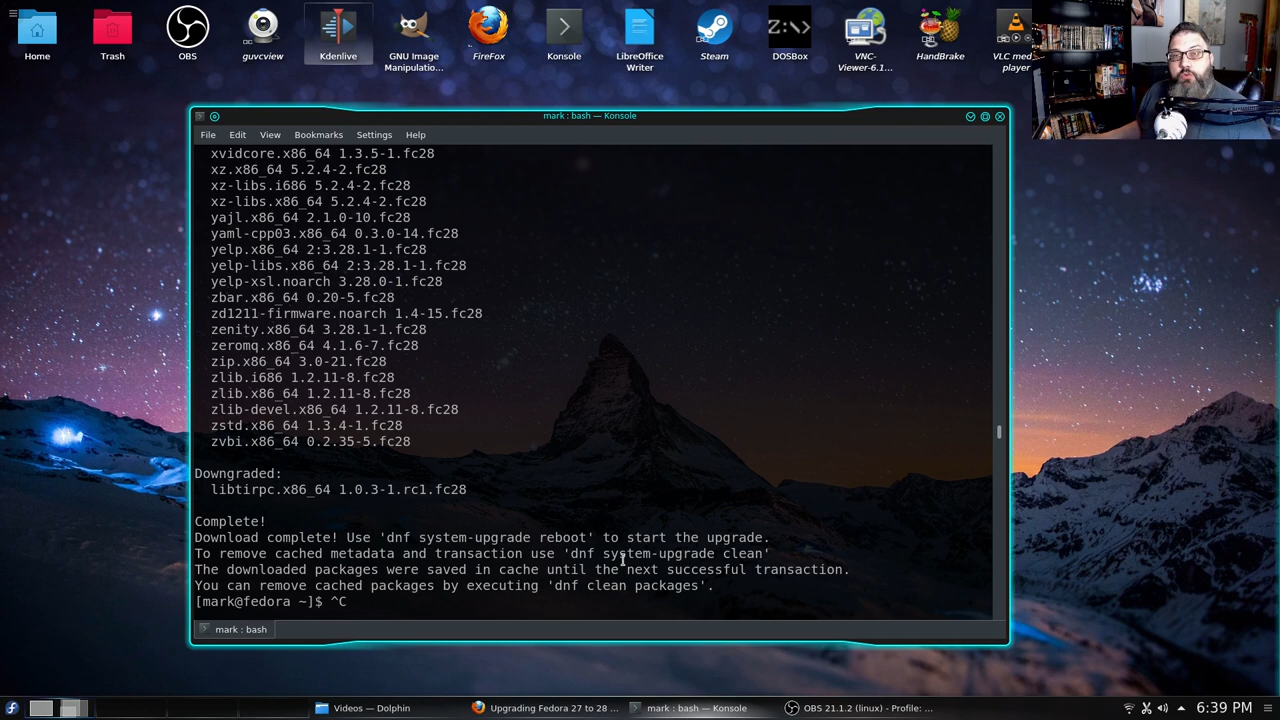 Home
Trash
OBS
guvcview
Kdenlive
GNU Image
Manipulatio...
FireFox
Konsole
LibreOffice
Writer
Steam
Z:\>
DOSBox
VNC-
Viewer-6.1...
HandBrake
VLC med
player
mark : bash — Konsole
File Edit View Bookmarks Settings Help
xvidcore.x86_64 1.3.5-1.fc28
xz.x86_64 5.2.4-2.fc28
xz-libs.i686 5.2.4-2.fc28
xz-libs.x86_64 5.2.4-2.fc28
yajl.x86_64 2.1.0-10.fc28
yaml-cpp03.x86_64 0.3.0-14.fc28
yelp.x86_64 2:3.28.1-1.fc28
yelp-libs.x86_64 2:3.28.1-1.fc28
yelp-xsl.noarch 3.28.0-1.fc28
zbar.x86_64 0.20-5.fc28
zd1211-firmware.noarch 1.4-15.fc28
zenity.x86_64 3.28.1-1.fc28
zeromq.x86_64 4.1.6-7.fc28
zip.x86_64 3.0-21.fc28
zlib.i686 1.2.11-8.fc28
zlib.x86_64 1.2.11-8.fc28
zlib-devel.x86_64 1.2.11-8.fc28
zstd.x86_64 1.3.4-1.fc28
zvbi.x86_64 0.2.35-5.fc28
Downgraded:
libtirpc.x86_64 1.0.3-1.rc1.fc28
Complete!
Download complete! Use 'dnf system-upgrade reboot' to start the upgrade.
To remove cached metadata and transaction use 'dnf system-upgrade clean'
The downloaded packages were saved in cache until the next successful transaction.
You can remove cached packages by executing 'dnf clean packages'.
[mark@fedora ~]$ ^C
mark : bash
Videos — Dolphin
Upgrading Fedora 27 to 28 ...
mark : bash — Konsole
OBS 21.1.2 (linux) - Profile: ...
6:39 PM